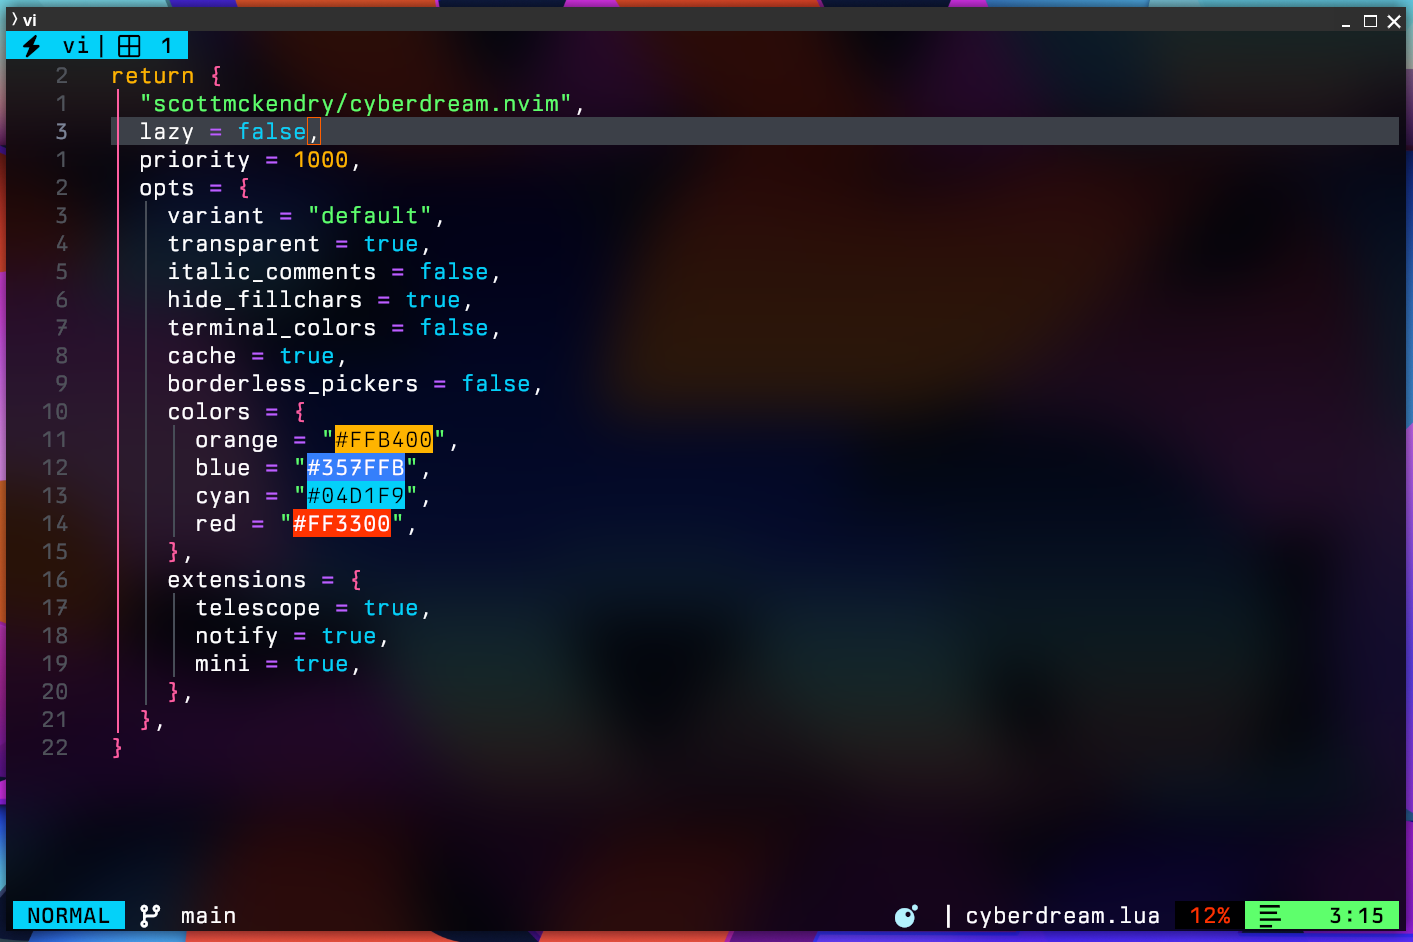 vi
vi | 1
2 return {
1 "scottmckendry/cyberdream.nvim",
3 lazy = false,
1 priority = 1000,
2 opts = {
3 variant = "default",
4 transparent = true,
5 italic_comments = false,
6 hide_fillchars = true,
7 terminal_colors = false,
8 cache = true,
9 borderless_pickers = false,
10 colors = {
11 orange = "#FFB400",
12 blue = "#357FFB",
13 cyan = "#04D1F9",
14 red = "#FF3300",
15 },
16 extensions = {
17 telescope = true,
18 notify = true,
19 mini = true,
20 },
21 },
22 }
NORMAL main | cyberdream.lua 12% 3:15